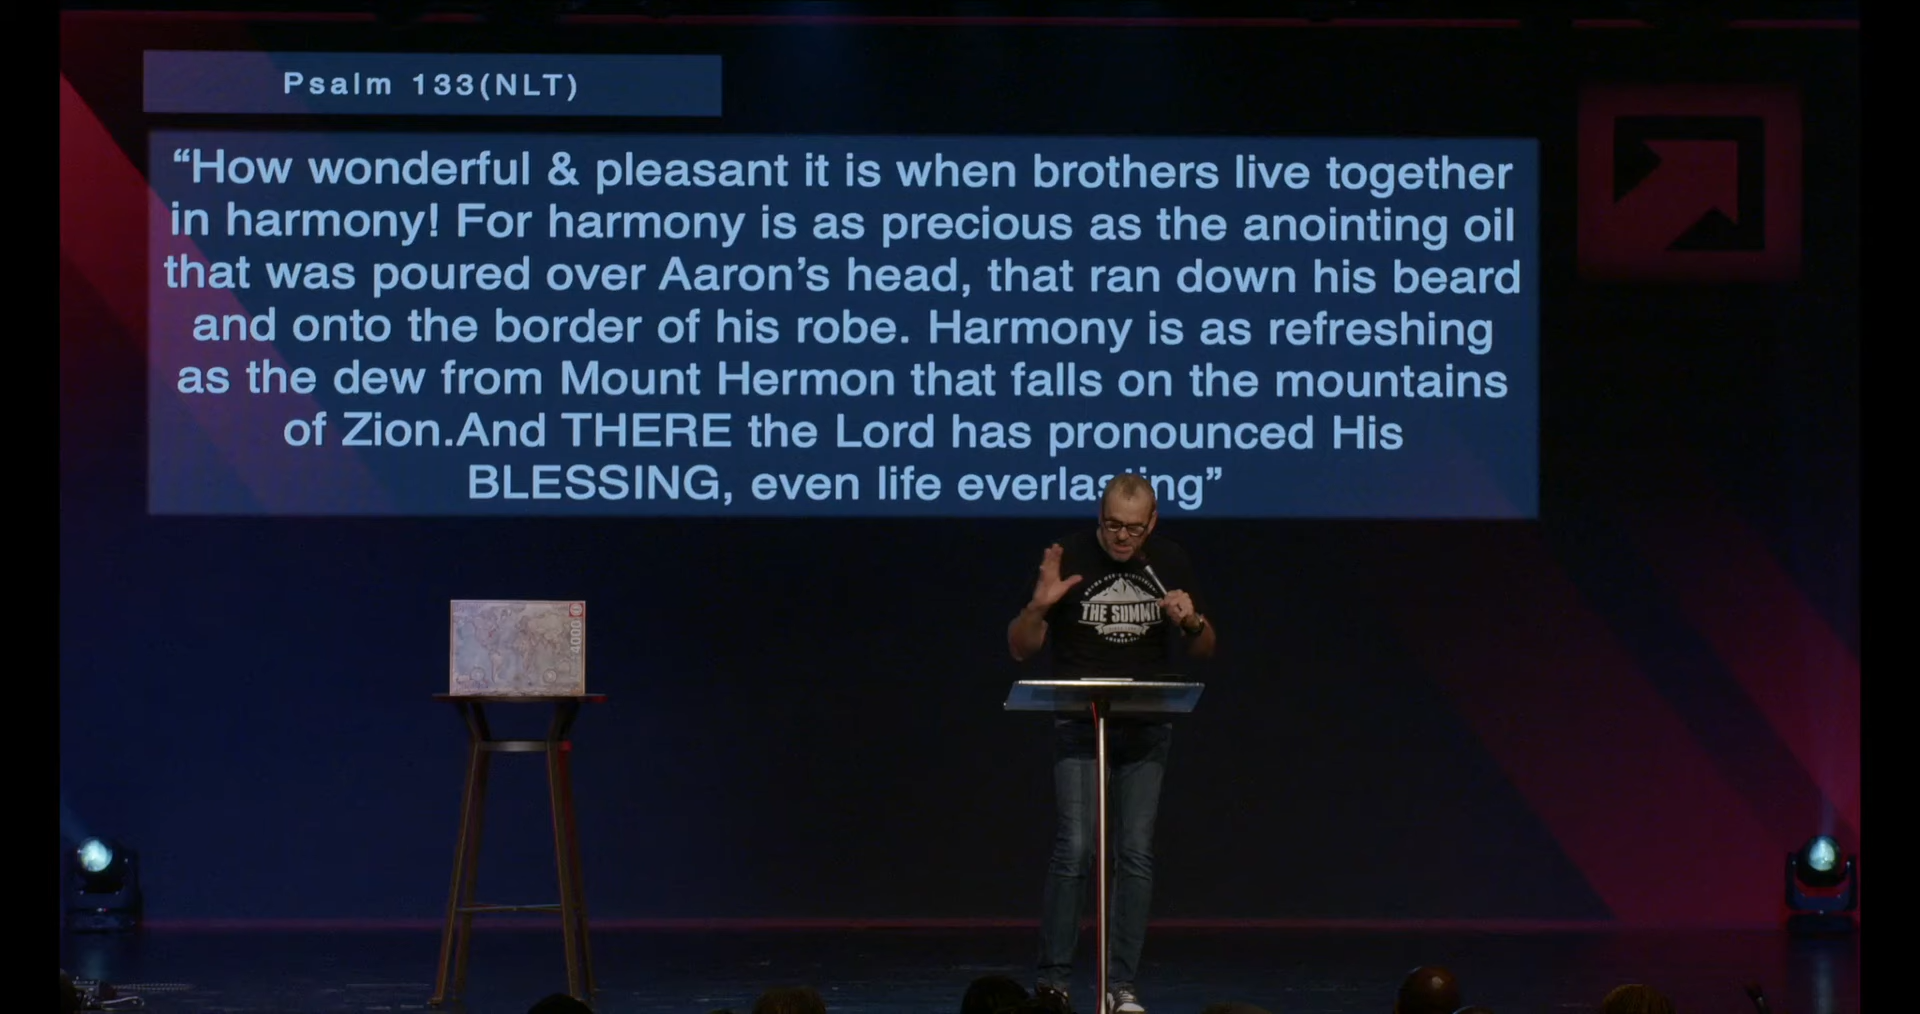 Psalm 133(NLT)
“How wonderful & pleasant it is when brothers live together
in harmony! For harmony is as precious as the anointing oil
that was poured over Aaron’s head, that ran down his beard
and onto the border of his robe. Harmony is as refreshing
as the dew from Mount Hermon that falls on the mountains
of Zion.And THERE the Lord has pronounced His
BLESSING, even life everlasting”
4000
THE SUMMIT